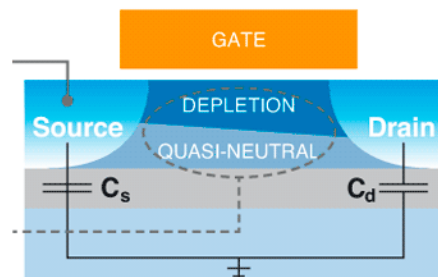 GATE
DEPLETION
Source
Drain
QUASI-NEUTRAL
Cs
Cd